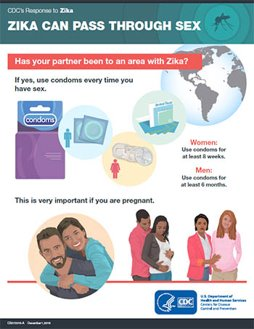 CDC's Response to Zika
ZIKA CAN PASS THROUGH SEX
Has your partner been to an area with Zika?
If yes, use condoms every time you
have sex.
condoms
Women:
Use condoms for
at least 8 weeks.
Men:
Use condoms for
at least 6 months.
This is very important if you are pregnant.
CDC
U.S. Department of
Health and Human Services
Centers for Disease
Control and Prevention